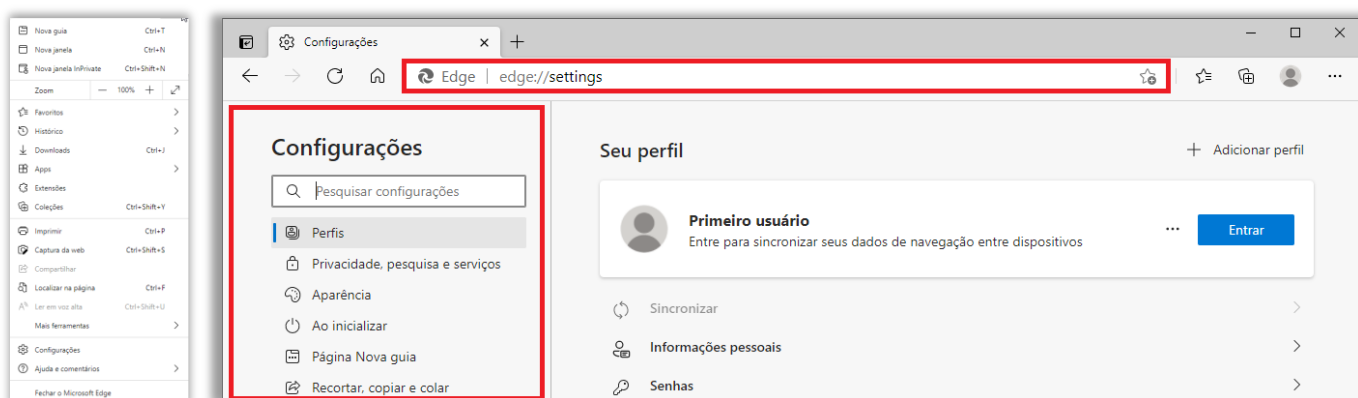 Nova guia Ctrl+T
Nova janela Ctrl+N
Nova janela InPrivate Ctrl+Shift+N
Zoom — 100% +
Favoritos
Histórico
Downloads Ctrl+J
Apps
Extensões
Coleções Ctrl+Shift+Y
Imprimir Ctrl+P
Captura da web Ctrl+Shift+S
Compartilhar
Localizar na página Ctrl+F
Ler em voz alta Ctrl+Shift+U
Mais ferramentas
Configurações
Ajuda e comentários
Fechar o Microsoft Edge
Configurações
Edge | edge://settings
Configurações
Pesquisar configurações
Perfis
Privacidade, pesquisa e serviços
Aparência
Ao inicializar
Página Nova guia
Recortar, copiar e colar
Seu perfil
Adicionar perfil
Primeiro usuário
Entre para sincronizar seus dados de navegação entre dispositivos
Entrar
Sincronizar
Informações pessoais
Senhas